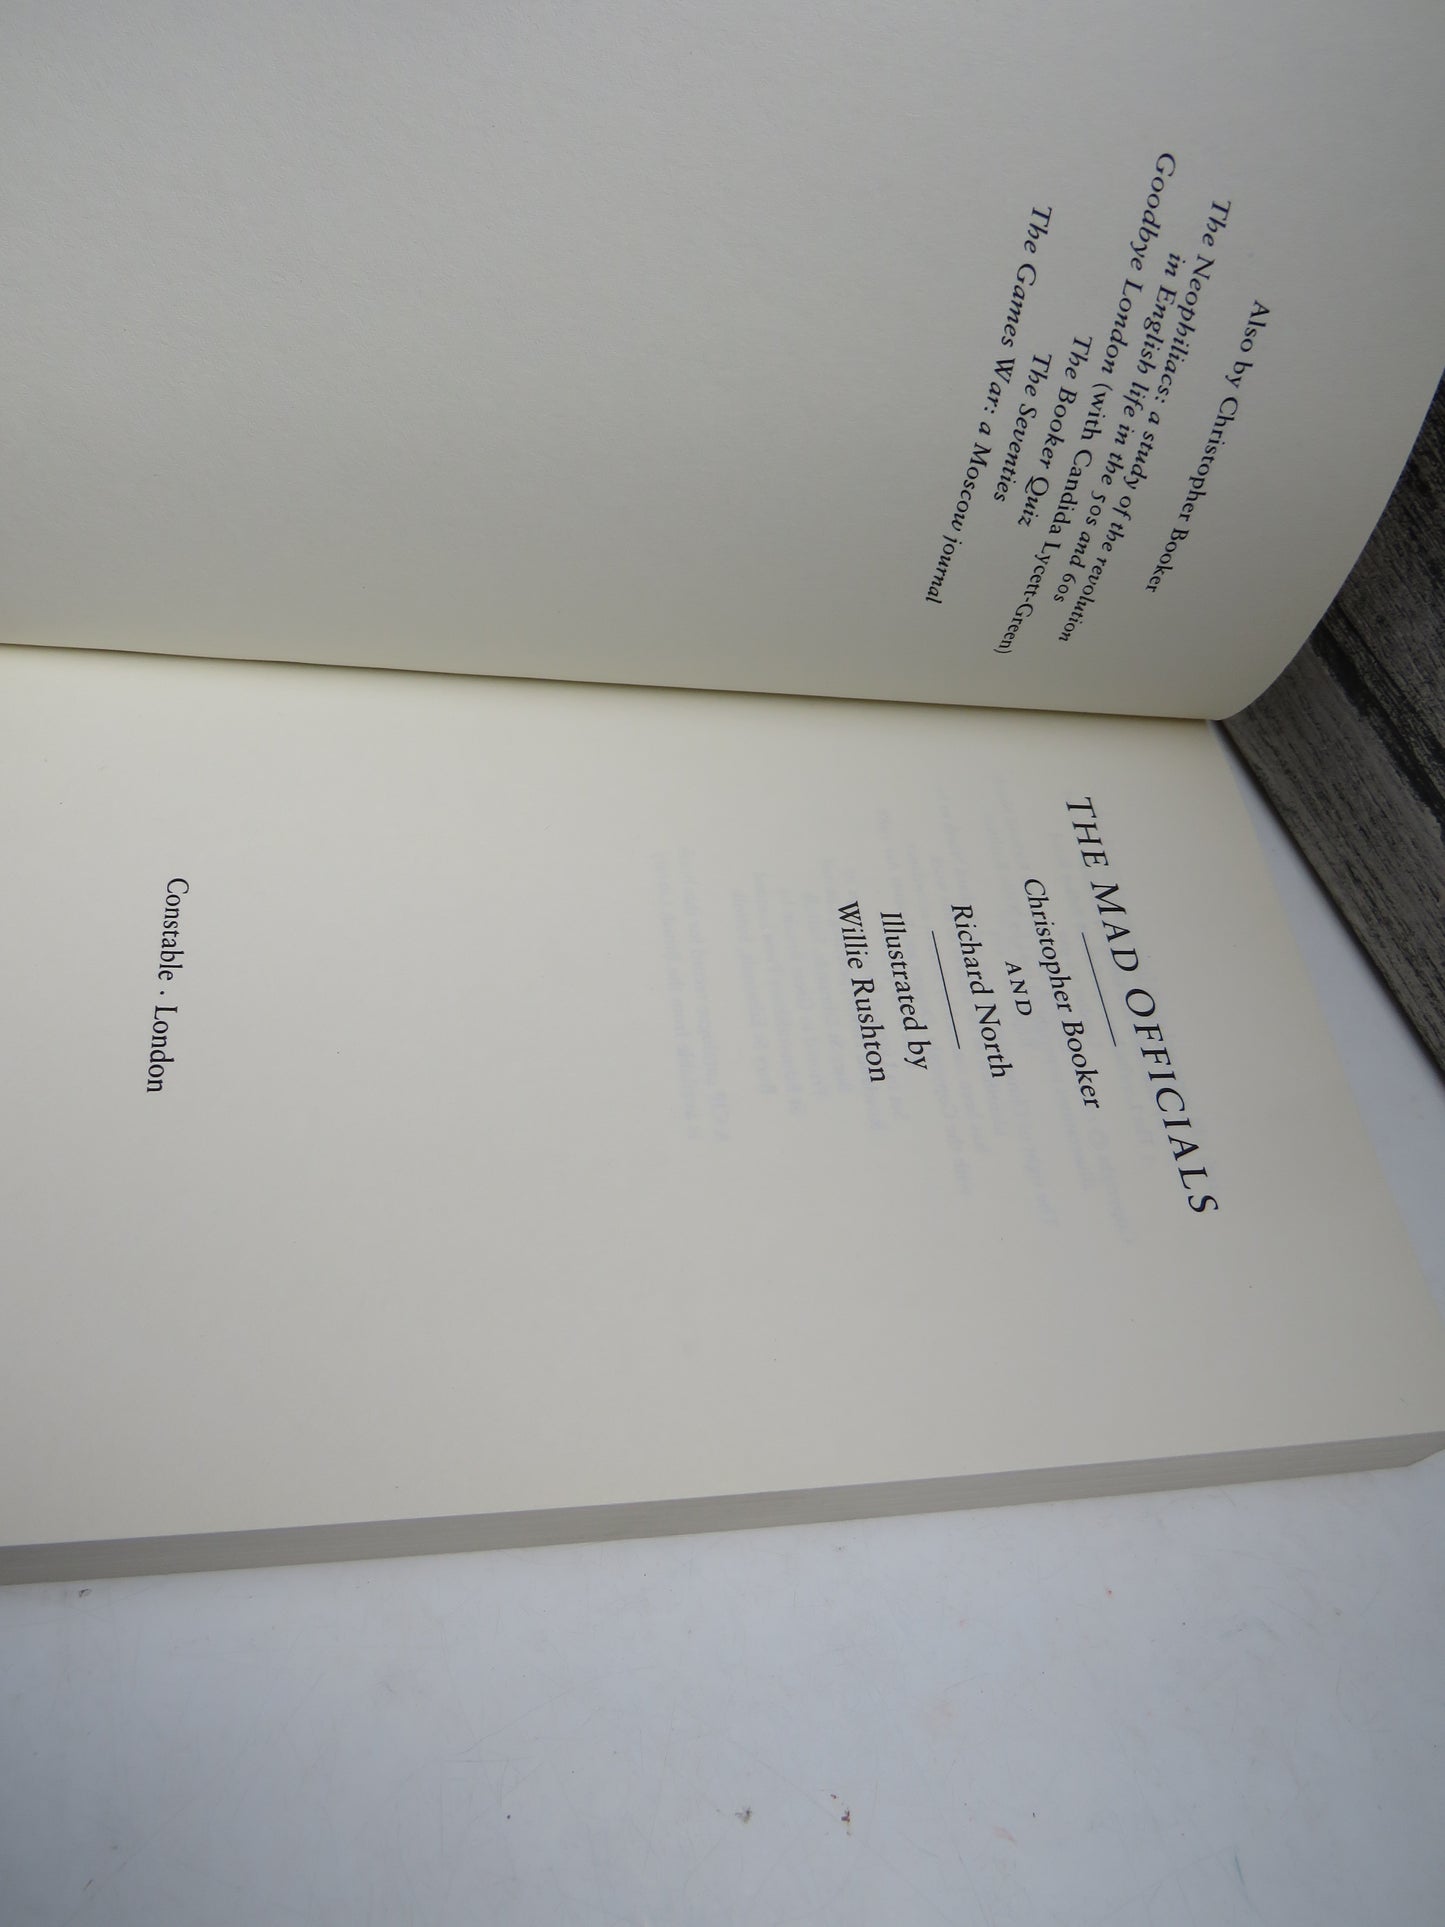 Also by Christopher Booker
The Neophiliacs: a study of the revolution
in English life in the 50s and 60s
Goodbye London (with Candida Lycett-Green)
The Booker Quiz
The Seventies
The Games War: a Moscow journal
THE MAD OFFICIALS
Christopher Booker
AND
Richard North
Illustrated by
Willie Rushton
Constable · London